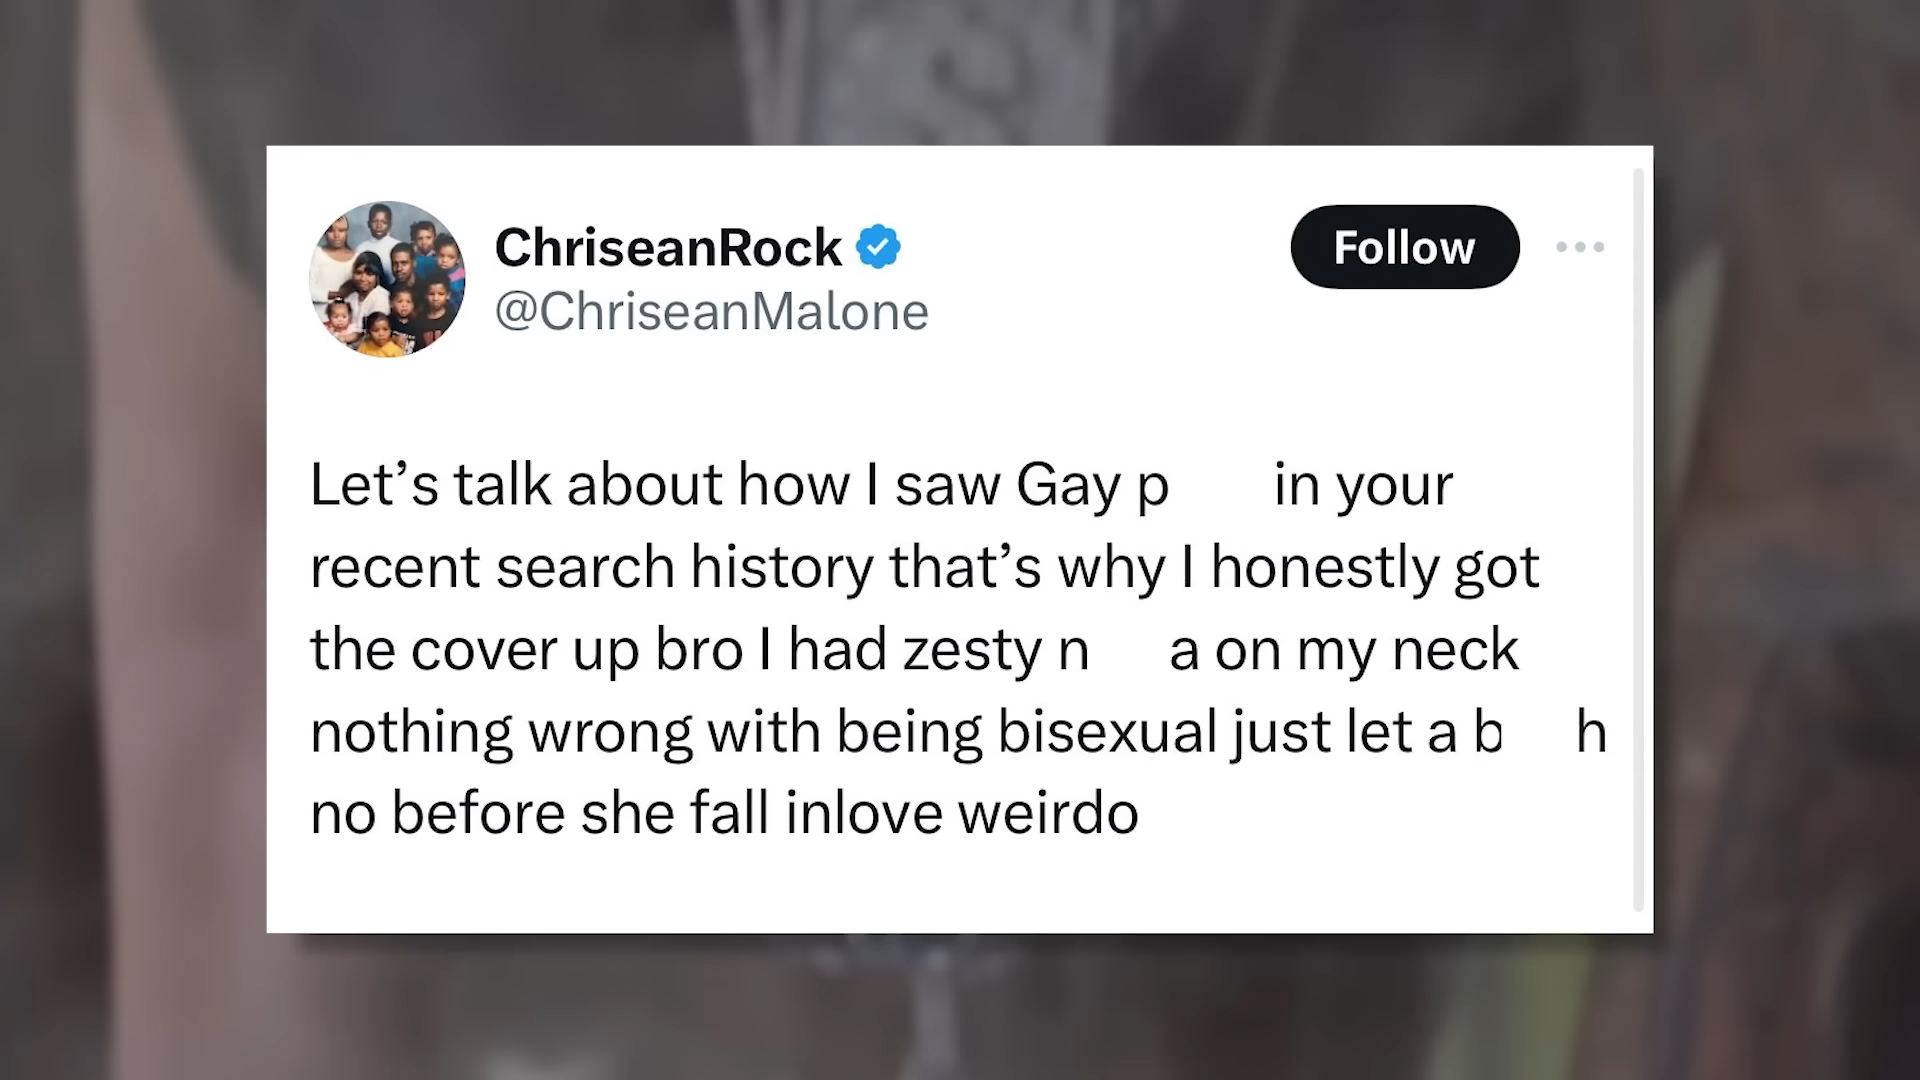 ChriseanRock
@ChriseanMalone
Follow
Let’s talk about how I saw Gay p in your
recent search history that’s why I honestly got
the cover up bro I had zesty n a on my neck
nothing wrong with being bisexual just let a b h
no before she fall inlove weirdo